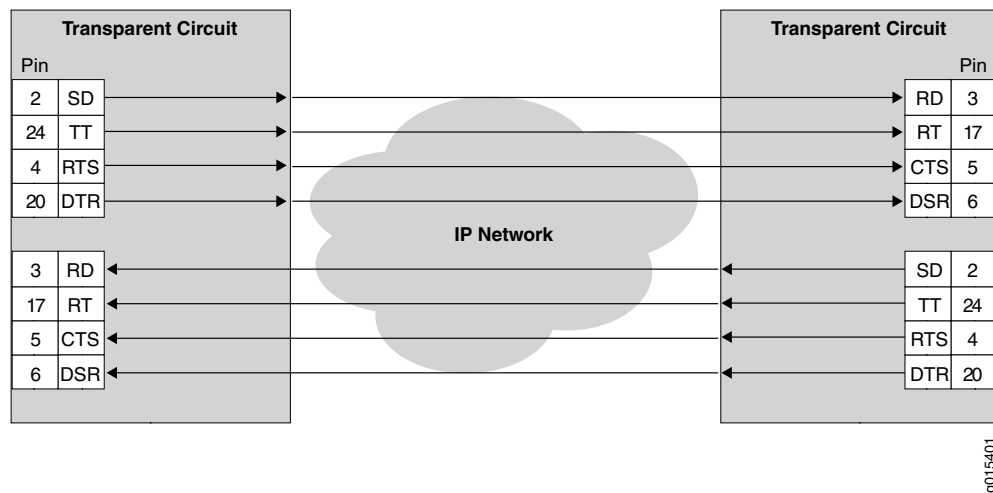 Transparent Circuit
Transparent Circuit
Pin
Pin
2 SD
RD 3
24 TT
RT 17
4 RTS
CTS 5
20 DTR
DSR 6
IP Network
3 RD
SD 2
17 RT
TT 24
5 CTS
RTS 4
6 DSR
DTR 20
g015401